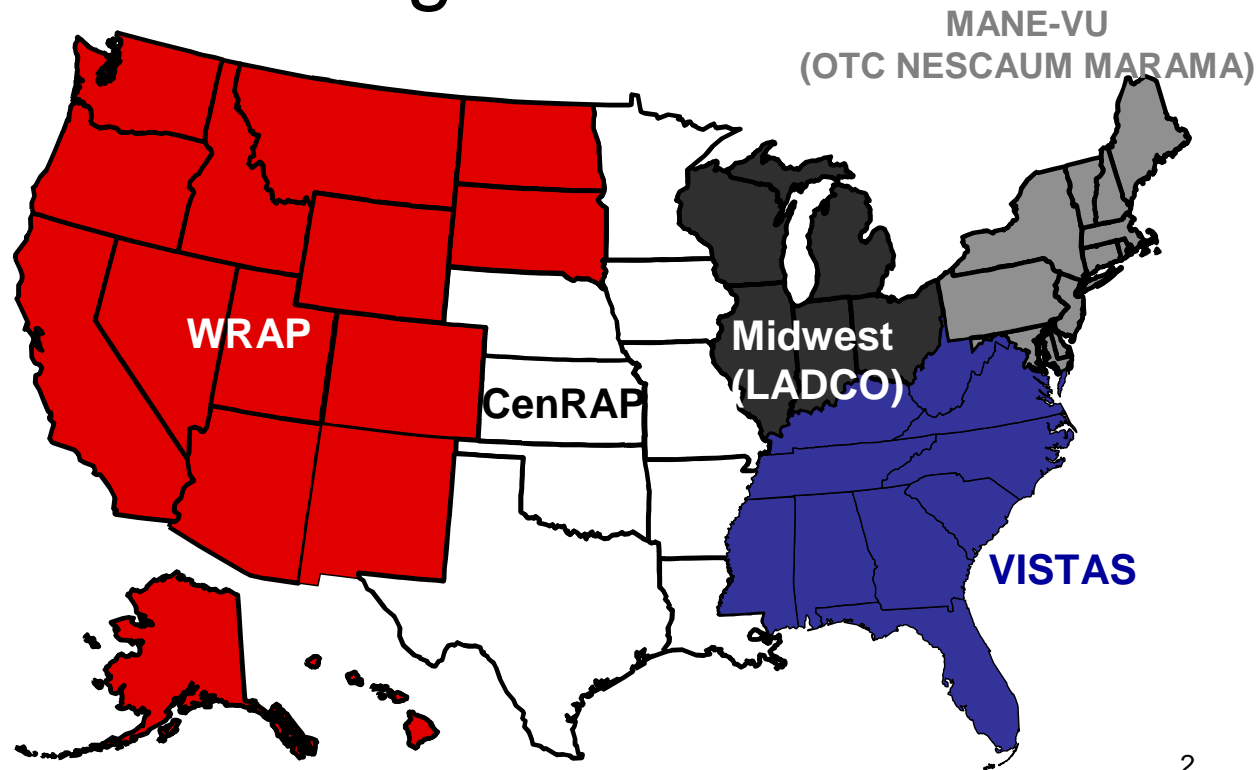 MANE-VU
(OTC NESCAUM MARAMA)
WRAP
Midwest
(LADCO)
CenRAP
VISTAS
2